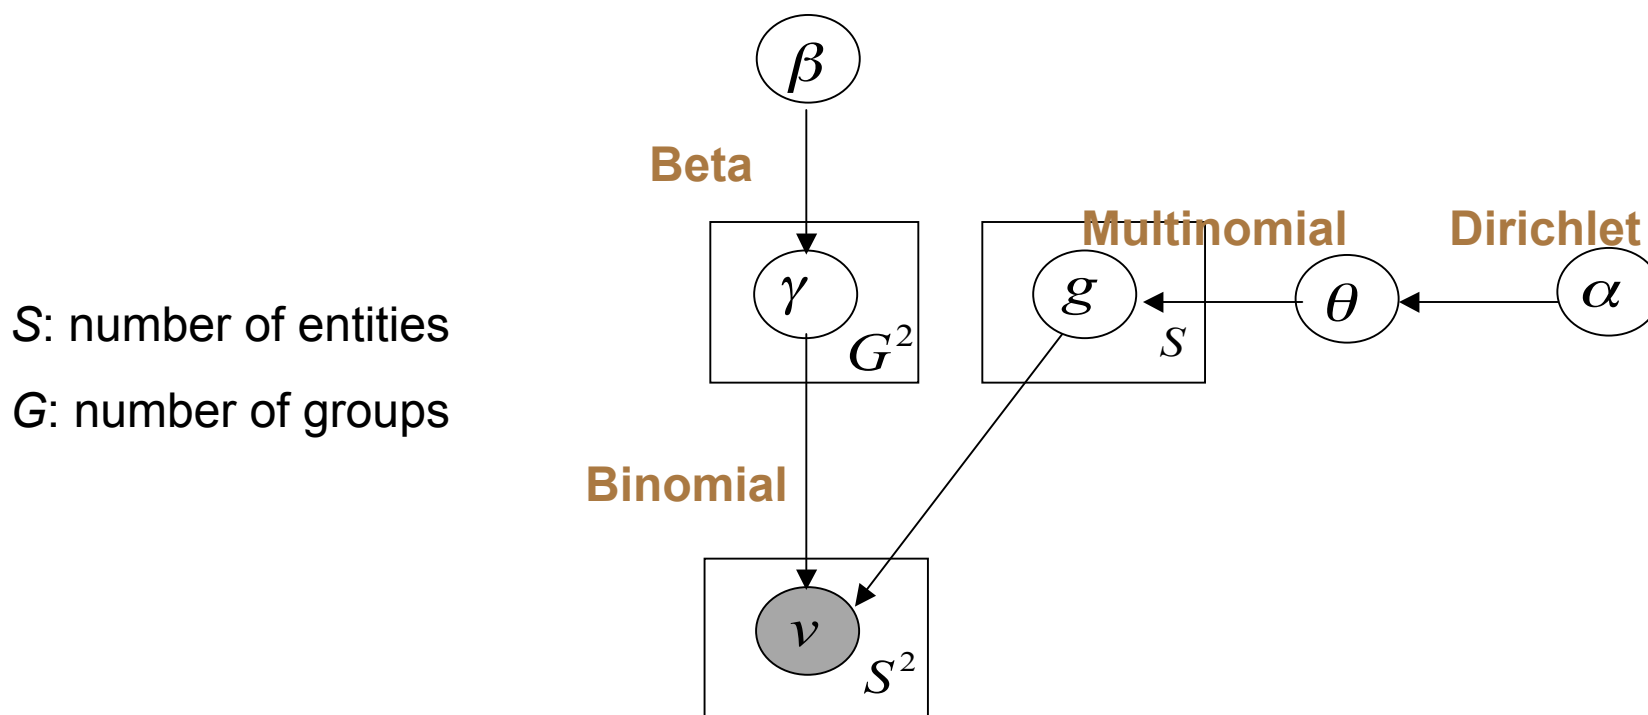 β
Beta
Multinomial
Dirichlet
γ
G²
g
S
θ
α
S: number of entities
G: number of groups
Binomial
v
S²